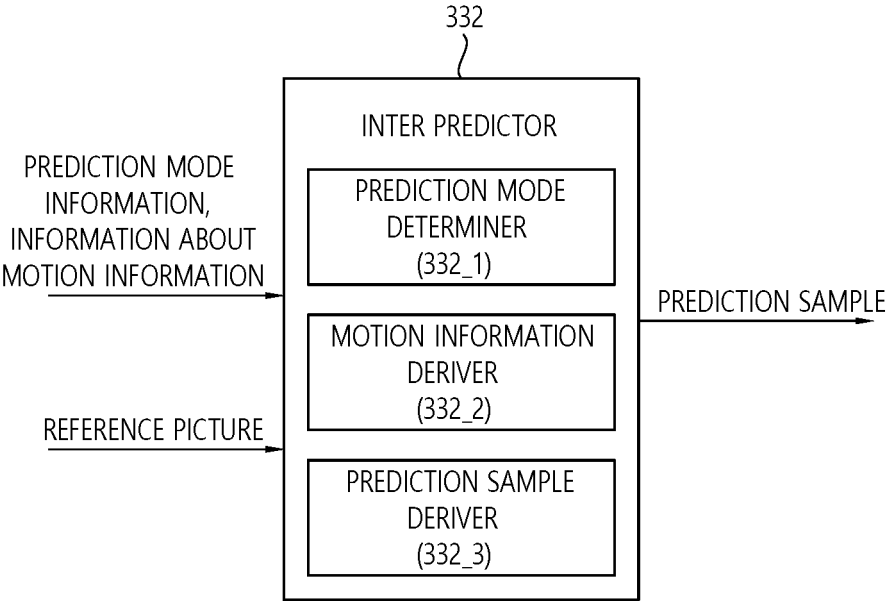 332
INTER PREDICTOR
PREDICTION MODE
INFORMATION,
INFORMATION ABOUT
MOTION INFORMATION
REFERENCE PICTURE
PREDICTION MODE
DETERMINER
(332_1)
MOTION INFORMATION
DERIVER
(332_2)
PREDICTION SAMPLE
DERIVER
(332_3)
PREDICTION SAMPLE